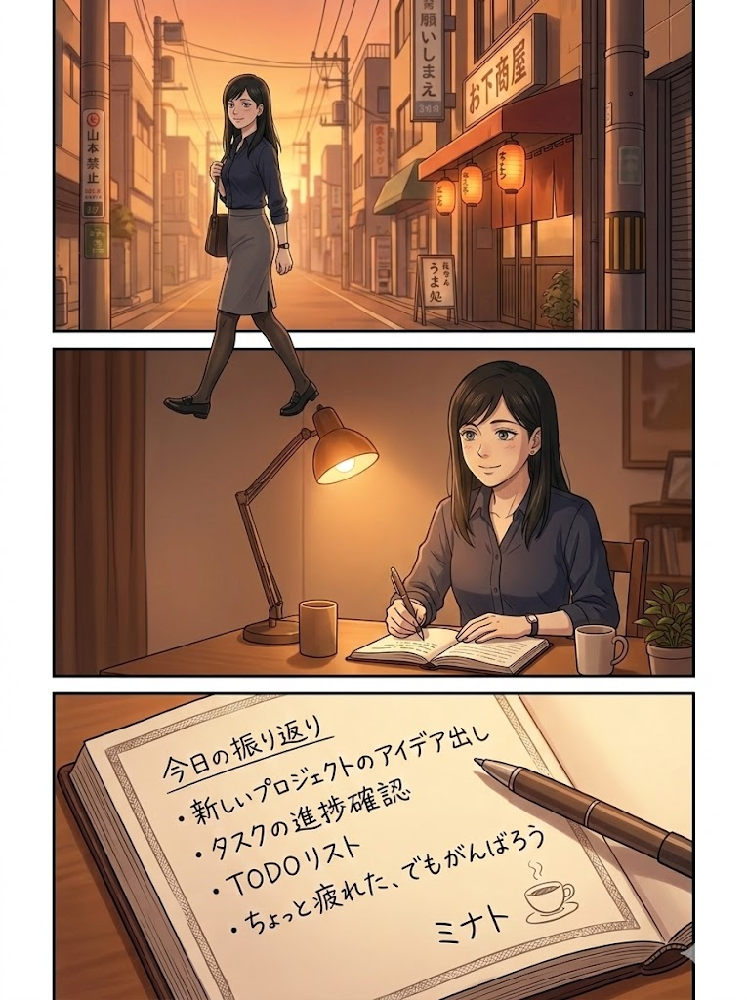 願いしまえ
お下商屋
山本禁止
うま処
今日の振り返り
・新しいプロジェクトのアイデア出し
・タスクの進捗確認
・TODOリスト
・ちょっと疲れた、でもがんばろう
ミナト